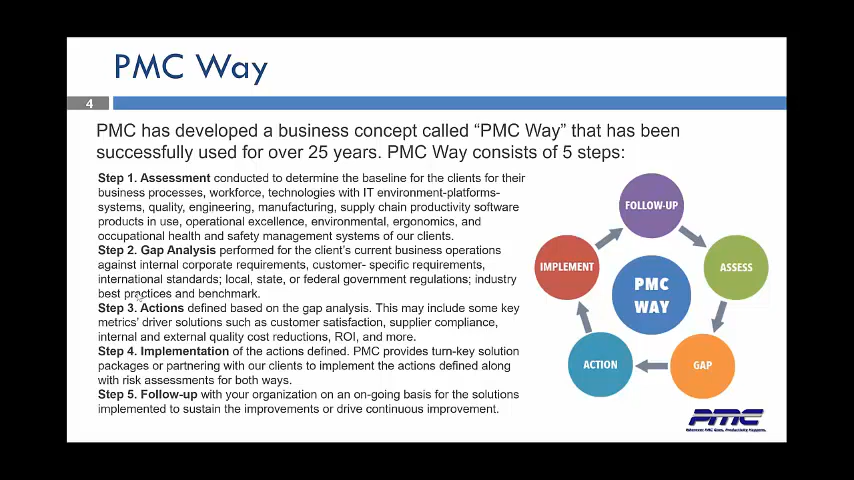 PMC Way
4
PMC has developed a business concept called “PMC Way” that has been
successfully used for over 25 years. PMC Way consists of 5 steps:
Step 1. Assessment conducted to determine the baseline for the clients for their
business processes, workforce, technologies with IT environment-platforms-
systems, quality, engineering, manufacturing, supply chain productivity software
products in use, operational excellence, environmental, ergonomics, and
occupational health and safety management systems of our clients.
Step 2. Gap Analysis performed for the client's current business operations
against internal corporate requirements, customer- specific requirements,
international standards; local, state, or federal government regulations; industry
best practices and benchmark.
Step 3. Actions defined based on the gap analysis. This may include some key
metrics’ driver solutions such as customer satisfaction, supplier compliance,
internal and external quality cost reductions, ROI, and more.
Step 4. Implementation of the actions defined. PMC provides turn-key solution
packages or partnering with our clients to implement the actions defined along
with risk assessments for both ways.
Step 5. Follow-up with your organization on an on-going basis for the solutions
implemented to sustain the improvements or drive continuous improvement.
FOLLOW-UP
IMPLEMENT
ASSESS
PMC
WAY
ACTION
GAP
PMC
Whenever PMC Goes, Productivity Happens.